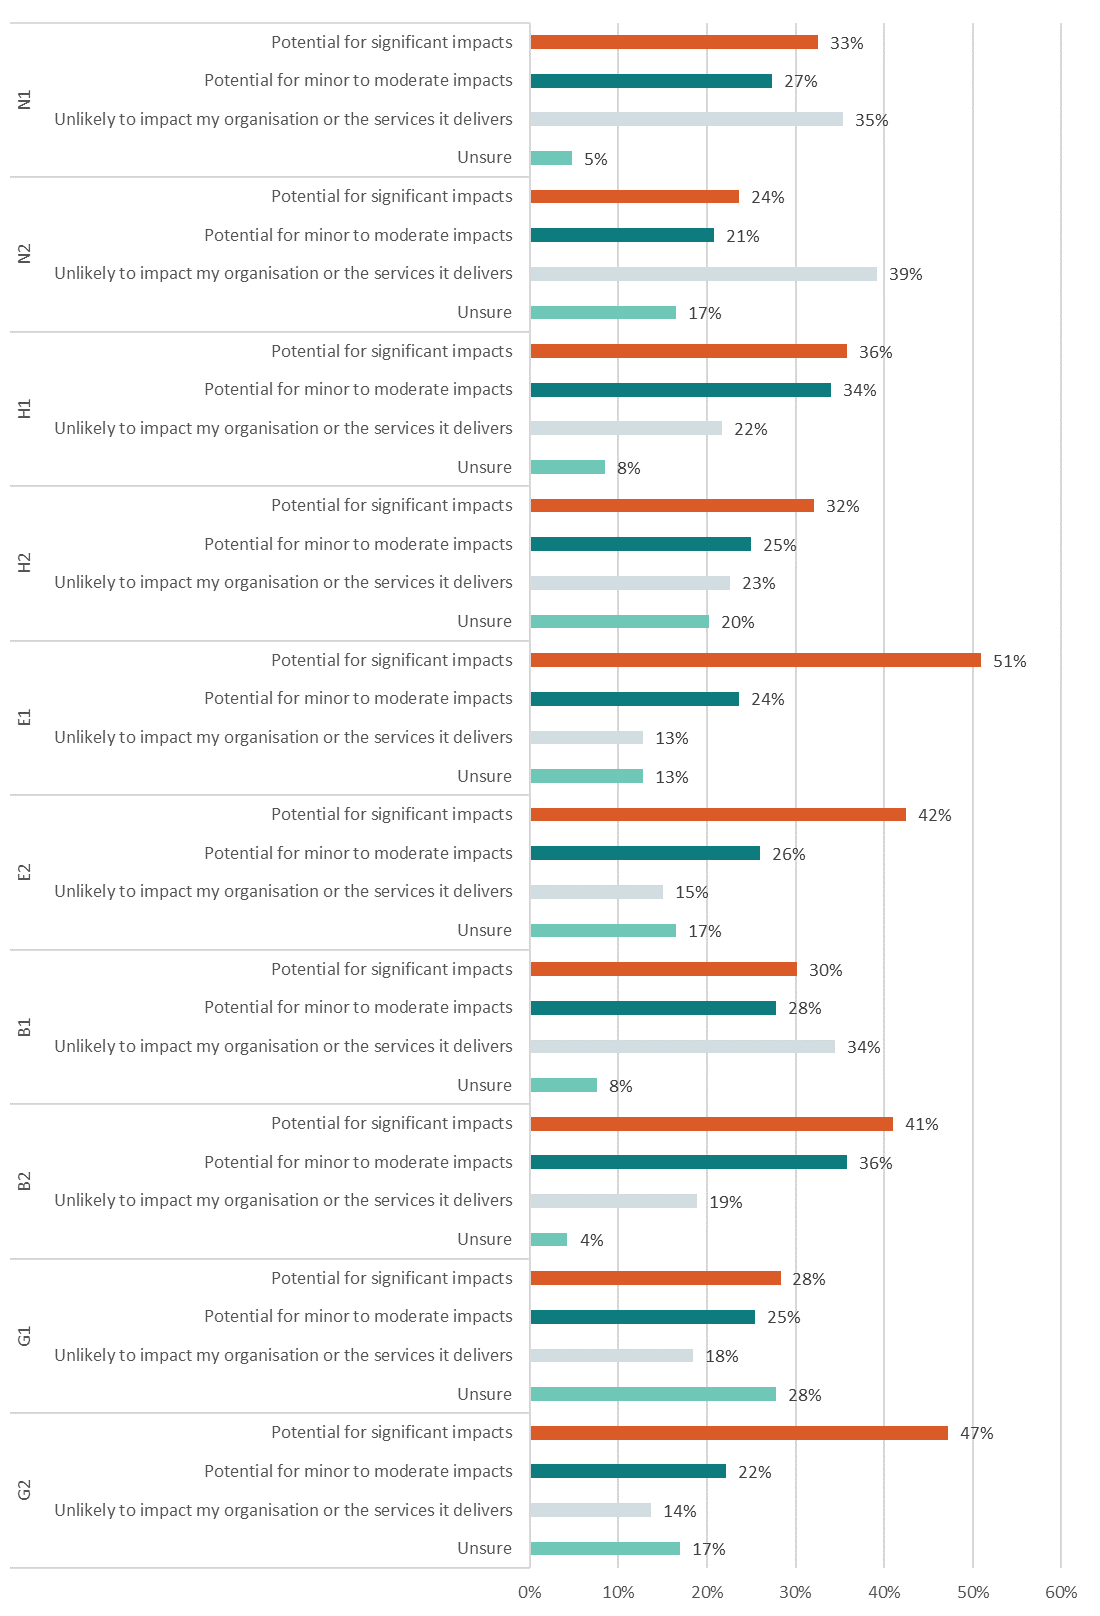 N1
Potential for significant impacts 33%
Potential for minor to moderate impacts 27%
Unlikely to impact my organisation or the services it delivers 35%
Unsure 5%
N2
Potential for significant impacts 24%
Potential for minor to moderate impacts 21%
Unlikely to impact my organisation or the services it delivers 39%
Unsure 17%
H1
Potential for significant impacts 36%
Potential for minor to moderate impacts 34%
Unlikely to impact my organisation or the services it delivers 22%
Unsure 8%
H2
Potential for significant impacts 32%
Potential for minor to moderate impacts 25%
Unlikely to impact my organisation or the services it delivers 23%
Unsure 20%
E1
Potential for significant impacts 51%
Potential for minor to moderate impacts 24%
Unlikely to impact my organisation or the services it delivers 13%
Unsure 13%
E2
Potential for significant impacts 42%
Potential for minor to moderate impacts 26%
Unlikely to impact my organisation or the services it delivers 15%
Unsure 17%
B1
Potential for significant impacts 30%
Potential for minor to moderate impacts 28%
Unlikely to impact my organisation or the services it delivers 34%
Unsure 8%
B2
Potential for significant impacts 41%
Potential for minor to moderate impacts 36%
Unlikely to impact my organisation or the services it delivers 19%
Unsure 4%
G1
Potential for significant impacts 28%
Potential for minor to moderate impacts 25%
Unlikely to impact my organisation or the services it delivers 18%
Unsure 28%
G2
Potential for significant impacts 47%
Potential for minor to moderate impacts 22%
Unlikely to impact my organisation or the services it delivers 14%
Unsure 17%
0% 10% 20% 30% 40% 50% 60%